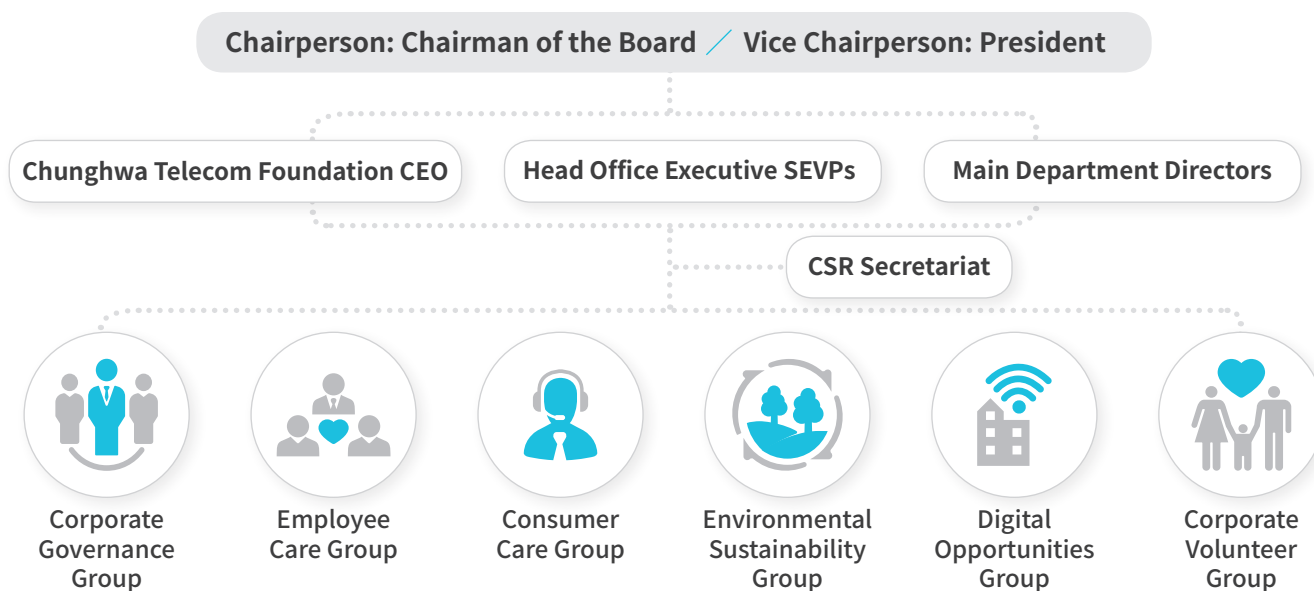 Chairperson: Chairman of the Board / Vice Chairperson: President
Chunghwa Telecom Foundation CEO
Head Office Executive SEVPs
Main Department Directors
CSR Secretariat
Corporate
Governance
Group
Employee
Care Group
Consumer
Care Group
Environmental
Sustainability
Group
Digital
Opportunities
Group
Corporate
Volunteer
Group